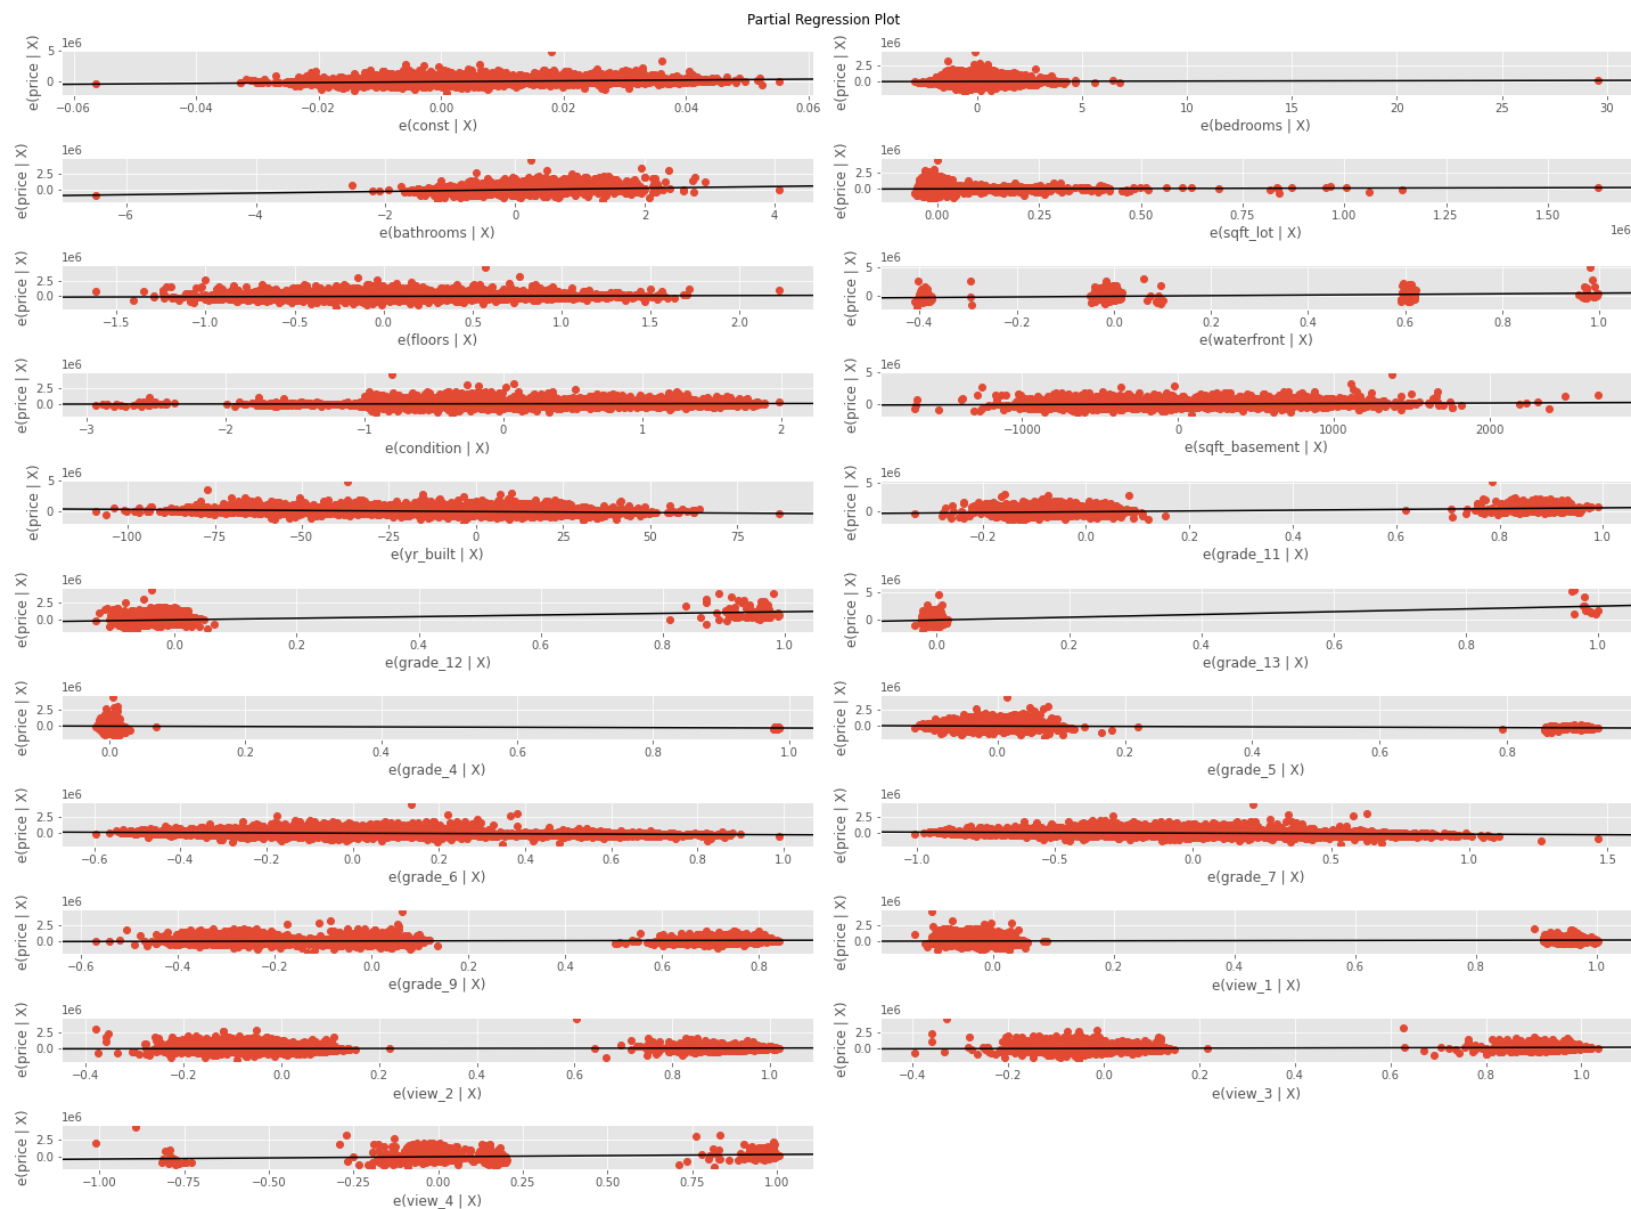 Partial Regression Plot
1e6
5
0
e(price | X)
−0.06 −0.04 −0.02 0.00 0.02 0.04 0.06
e(const | X)
1e6
2.5
0.0
e(price | X)
0 5 10 15 20 25 30
e(bedrooms | X)
1e6
2.5
0.0
e(price | X)
−6 −4 −2 0 2 4
e(bathrooms | X)
1e6
2.5
0.0
e(price | X)
0.00 0.25 0.50 0.75 1.00 1.25 1.50
1e6
e(sqft_lot | X)
1e6
2.5
0.0
e(price | X)
−1.5 −1.0 −0.5 0.0 0.5 1.0 1.5 2.0
e(floors | X)
1e6
5
0
e(price | X)
−0.4 −0.2 0.0 0.2 0.4 0.6 0.8 1.0
e(waterfront | X)
1e6
2.5
0.0
e(price | X)
−3 −2 −1 0 1 2
e(condition | X)
1e6
5
0
e(price | X)
−1000 0 1000 2000
e(sqft_basement | X)
1e6
5
0
e(price | X)
−100 −75 −50 −25 0 25 50 75
e(yr_built | X)
1e6
5
0
e(price | X)
−0.2 0.0 0.2 0.4 0.6 0.8 1.0
e(grade_11 | X)
1e6
2.5
0.0
e(price | X)
0.0 0.2 0.4 0.6 0.8 1.0
e(grade_12 | X)
1e6
5
0
e(price | X)
0.0 0.2 0.4 0.6 0.8 1.0
e(grade_13 | X)
1e6
2.5
0.0
e(price | X)
0.0 0.2 0.4 0.6 0.8 1.0
e(grade_4 | X)
1e6
2.5
0.0
e(price | X)
0.0 0.2 0.4 0.6 0.8
e(grade_5 | X)
1e6
2.5
0.0
e(price | X)
−0.6 −0.4 −0.2 0.0 0.2 0.4 0.6 0.8 1.0
e(grade_6 | X)
1e6
2.5
0.0
e(price | X)
−1.0 −0.5 0.0 0.5 1.0 1.5
e(grade_7 | X)
1e6
2.5
0.0
e(price | X)
−0.6 −0.4 −0.2 0.0 0.2 0.4 0.6 0.8
e(grade_9 | X)
1e6
2.5
0.0
e(price | X)
0.0 0.2 0.4 0.6 0.8 1.0
e(view_1 | X)
1e6
2.5
0.0
e(price | X)
−0.4 −0.2 0.0 0.2 0.4 0.6 0.8 1.0
e(view_2 | X)
1e6
2.5
0.0
e(price | X)
−0.4 −0.2 0.0 0.2 0.4 0.6 0.8 1.0
e(view_3 | X)
1e6
2.5
0.0
e(price | X)
−1.00 −0.75 −0.50 −0.25 0.00 0.25 0.50 0.75 1.00
e(view_4 | X)